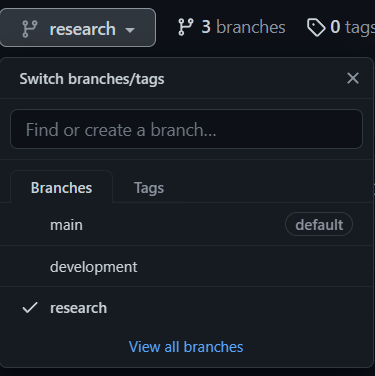 research 3 branches 0 tags
Switch branches/tags
Find or create a branch...
Branches Tags
main default
development
research
View all branches